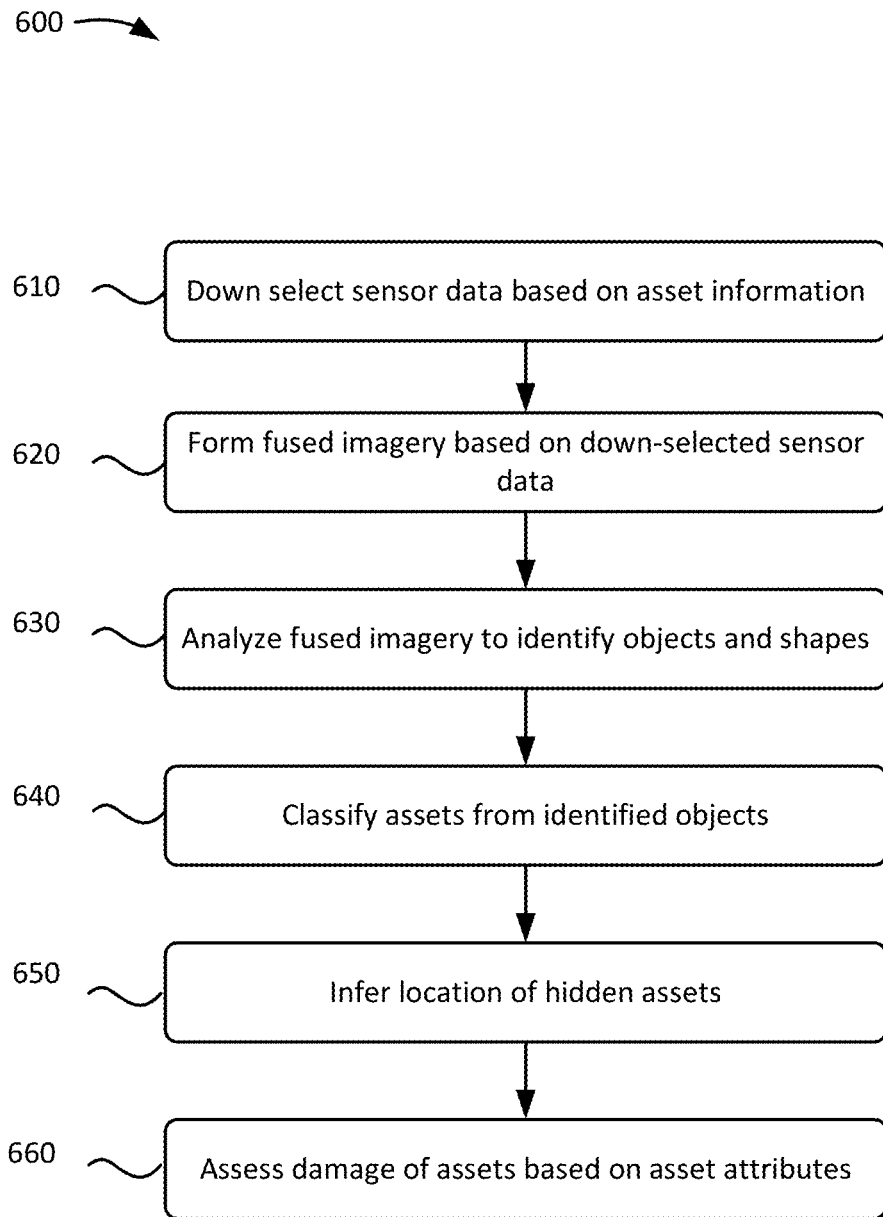 600
610
Down select sensor data based on asset information
620
Form fused imagery based on down-selected sensor
data
630
Analyze fused imagery to identify objects and shapes
640
Classify assets from identified objects
650
Infer location of hidden assets
660
Assess damage of assets based on asset attributes